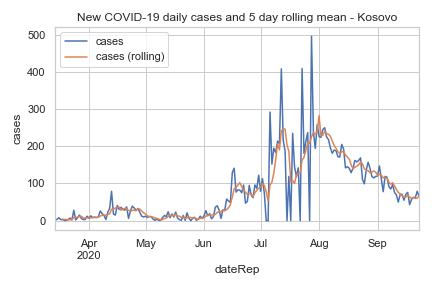 New COVID-19 daily cases and 5 day rolling mean - Kosovo
cases
cases (rolling)
500
400
300
200
100
0
cases
Apr
2020
May
Jun
Jul
Aug
Sep
dateRep